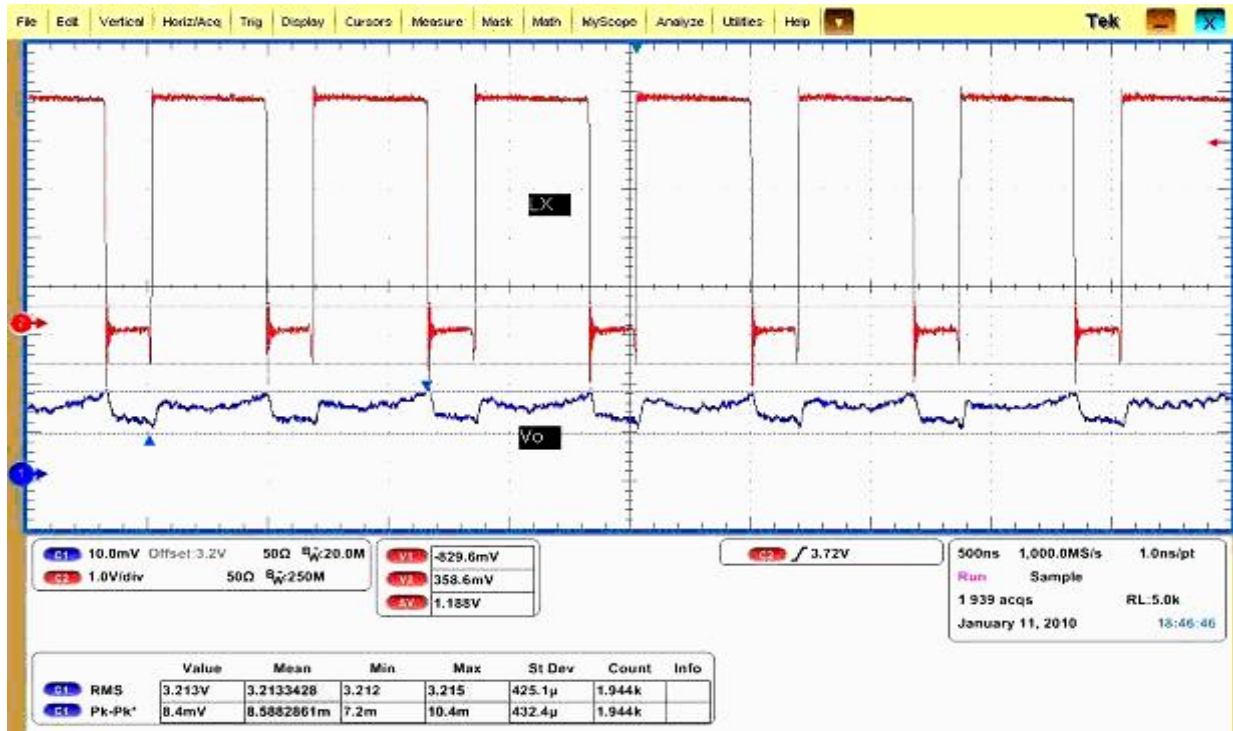 File Edit Vertical Horiz/Acq Trig Display Cursors Measure Mask Math MyScope Analyze Utilities Help Tek X
LX
2
Vo
1
C1 10.0mV Offset:3.2V 50Ω BW:20.0M
C2 1.0V/div 50Ω BW:250M
V1 -829.6mV
V2 358.6mV
ΔV 1.188V
C2 / 3.72V
500ns 1,000.0MS/s 1.0ns/pt
Run Sample
1 939 acqs RL:5.0k
January 11, 2010 18:46:46
Value Mean Min Max St Dev Count Info
C1 RMS 3.213V 3.2133428 3.212 3.215 425.1µ 1.944k
C1 Pk-Pk* 8.4mV 8.5882861m 7.2m 10.4m 432.4µ 1.944k